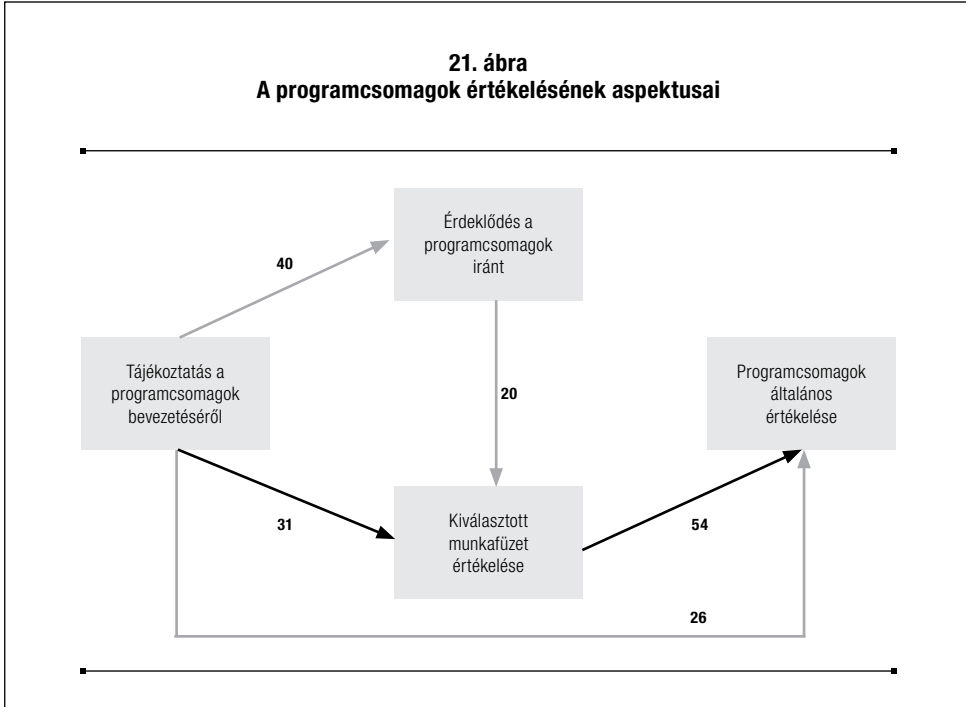 21. ábra
A programcsomagok értékelésének aspektusai
Érdeklődés a
programcsomagok
iránt
40
Tájékoztatás a
programcsomagok
bevezetéséről
20
Programcsomagok
általános
értékelése
31
Kiválasztott
munkafüzet
értékelése
54
26